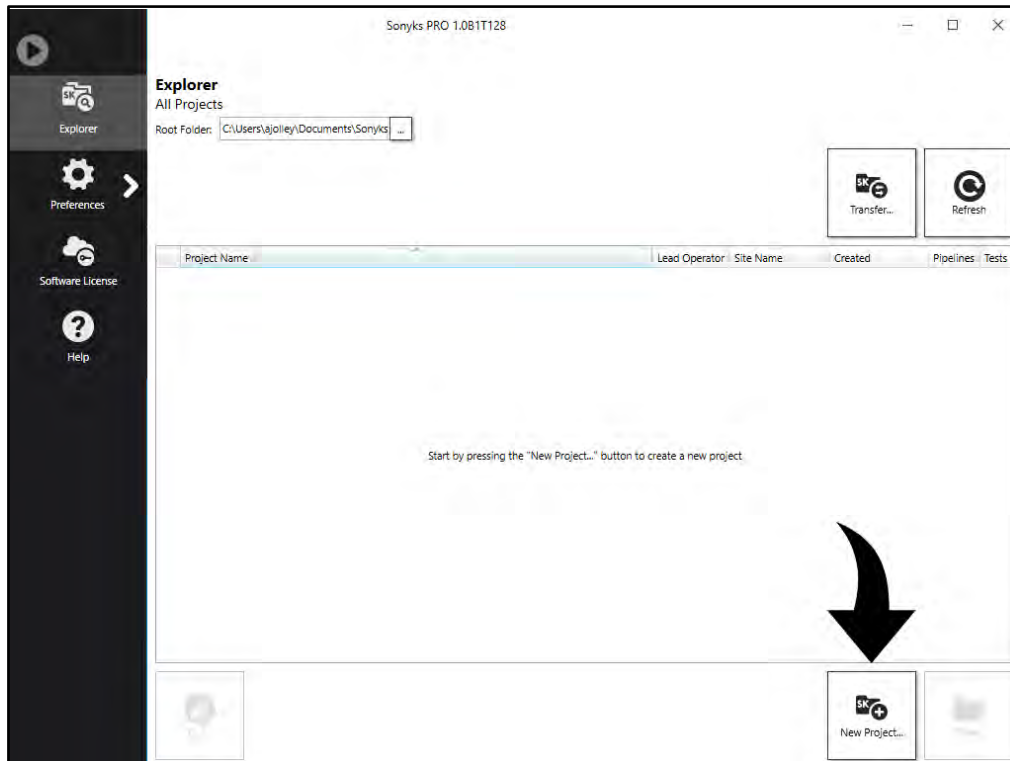 Sonyks PRO 1.0B1T128
Explorer
Preferences
Software License
Help
Explorer
All Projects
Root Folder: C:\Users\ajolley\Documents\Sonyks ...
SK Transfer...
Refresh
Project Name Lead Operator Site Name Created Pipelines Tests
Start by pressing the "New Project..." button to create a new project
SK New Project...